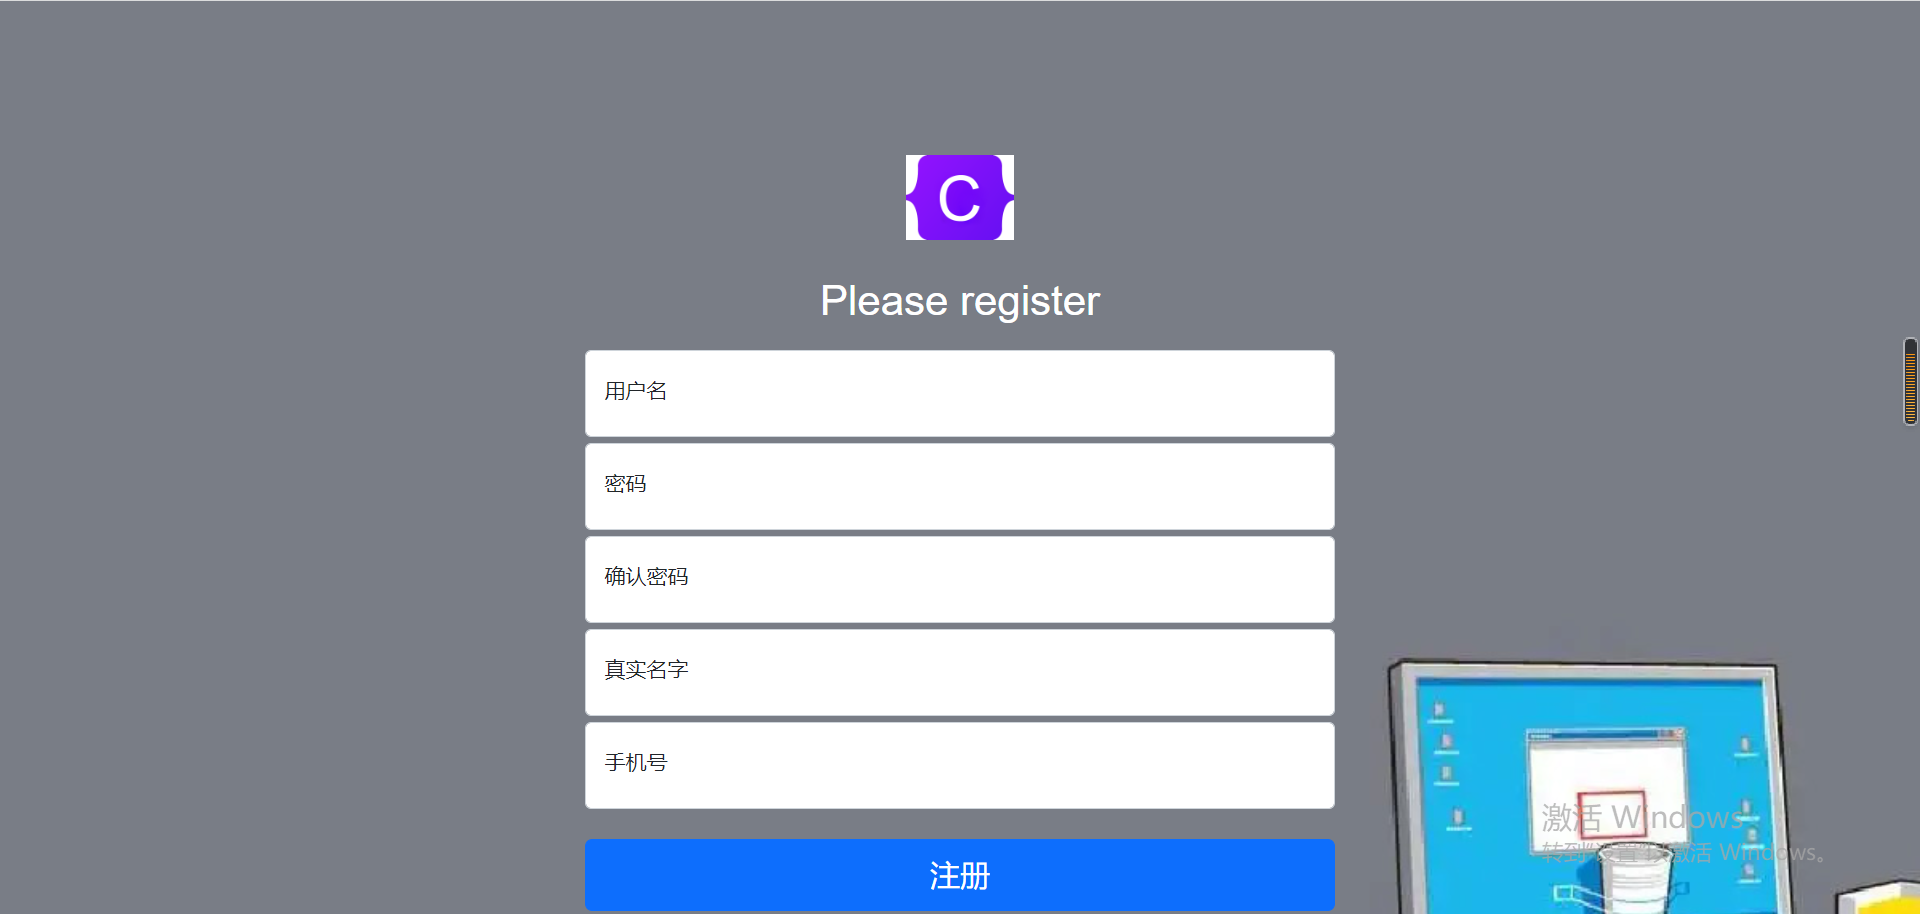 C
Please register
用户名
密码
确认密码
真实名字
手机号
注册
激活 Windows
转到"设置"以激活 Windows。